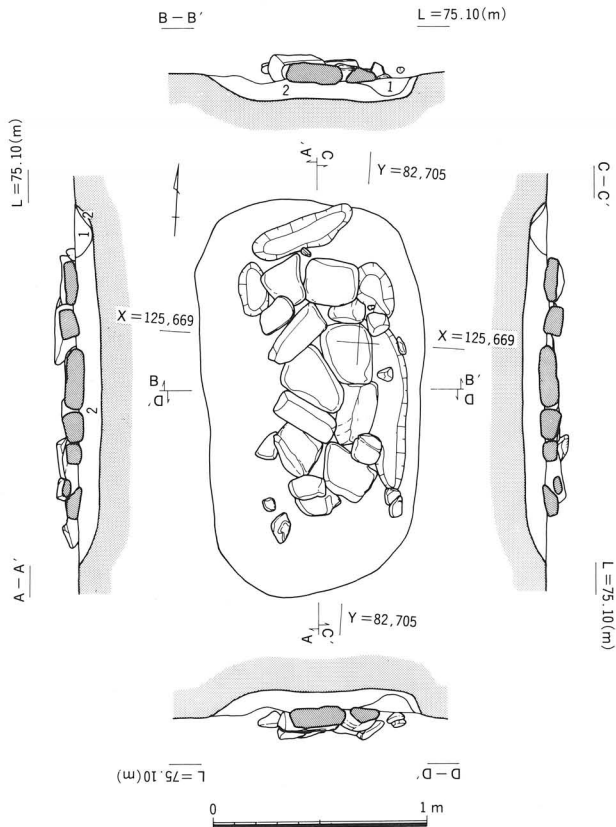 B－B′
L＝75.10(m)
2
1
L＝75.10(m)
C－C′
A′
C
Y＝82,705
2
1
X＝125,669
X＝125,669
B
D′
B′
D
2
A
C′
Y＝82,705
A－A′
L＝75.10(m)
L＝75.10(m)
D－D′
0
1 m